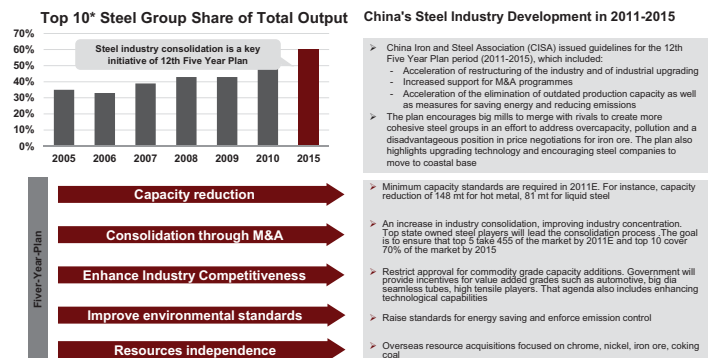 Top 10* Steel Group Share of Total Output
70%
60%
50%
40%
30%
20%
10%
0%
Steel industry consolidation is a key
initiative of 12th Five Year Plan
2005 2006 2007 2008 2009 2010 2015
China's Steel Industry Development in 2011-2015
➢ China Iron and Steel Association (CISA) issued guidelines for the 12th
Five Year Plan period (2011-2015), which included:
- Acceleration of restructuring of the industry and of industrial upgrading
- Increased support for M&A programmes
- Acceleration of the elimination of outdated production capacity as well
as measures for saving energy and reducing emissions
➢ The plan encourages big mills to merge with rivals to create more
cohesive steel groups in an effort to address overcapacity, pollution and a
disadvantageous position in price negotiations for iron ore. The plan also
highlights upgrading technology and encouraging steel companies to
move to coastal base
Fiver-Year-Plan
Capacity reduction
➢ Minimum capacity standards are required in 2011E. For instance, capacity
reduction of 148 mt for hot metal, 81 mt for liquid steel
Consolidation through M&A
➢ An increase in industry consolidation, improving industry concentration.
Top state owned steel players will lead the consolidation process .The goal
is to ensure that top 5 take 455 of the market by 2011E and top 10 cover
70% of the market by 2015
Enhance Industry Competitiveness
➢ Restrict approval for commodity grade capacity additions. Government will
provide incentives for value added grades such as automotive, big dia
seamless tubes, high tensile players. That agenda also includes enhancing
technological capabilities
Improve environmental standards
➢ Raise standards for energy saving and enforce emission control
Resources independence
➢ Overseas resource acquisitions focused on chrome, nickel, iron ore, coking
coal